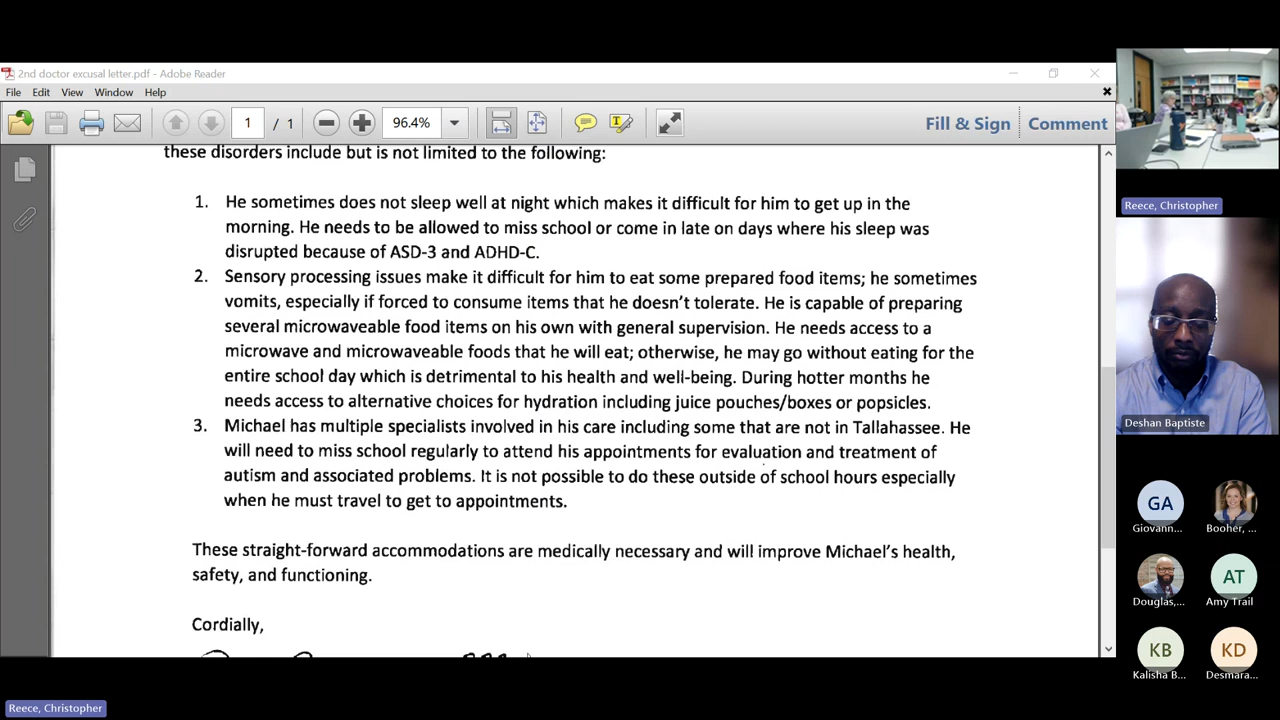 2nd doctor excusal letter.pdf - Adobe Reader
File Edit View Window Help
1 / 1 96.4% Fill & Sign Comment
these disorders include but is not limited to the following:
1. He sometimes does not sleep well at night which makes it difficult for him to get up in the
morning. He needs to be allowed to miss school or come in late on days where his sleep was
disrupted because of ASD-3 and ADHD-C.
2. Sensory processing issues make it difficult for him to eat some prepared food items; he sometimes
vomits, especially if forced to consume items that he doesn't tolerate. He is capable of preparing
several microwaveable food items on his own with general supervision. He needs access to a
microwave and microwaveable foods that he will eat; otherwise, he may go without eating for the
entire school day which is detrimental to his health and well-being. During hotter months he
needs access to alternative choices for hydration including juice pouches/boxes or popsicles.
3. Michael has multiple specialists involved in his care including some that are not in Tallahassee. He
will need to miss school regularly to attend his appointments for evaluation and treatment of
autism and associated problems. It is not possible to do these outside of school hours especially
when he must travel to get to appointments.
These straight-forward accommodations are medically necessary and will improve Michael's health,
safety, and functioning.
Cordially,
Reece, Christopher
Reece, Christopher
Deshan Baptiste
GA
Giovann... Booher, ...
AT
Douglas,... Amy Trail
KB KD
Kalisha B... Desmara...